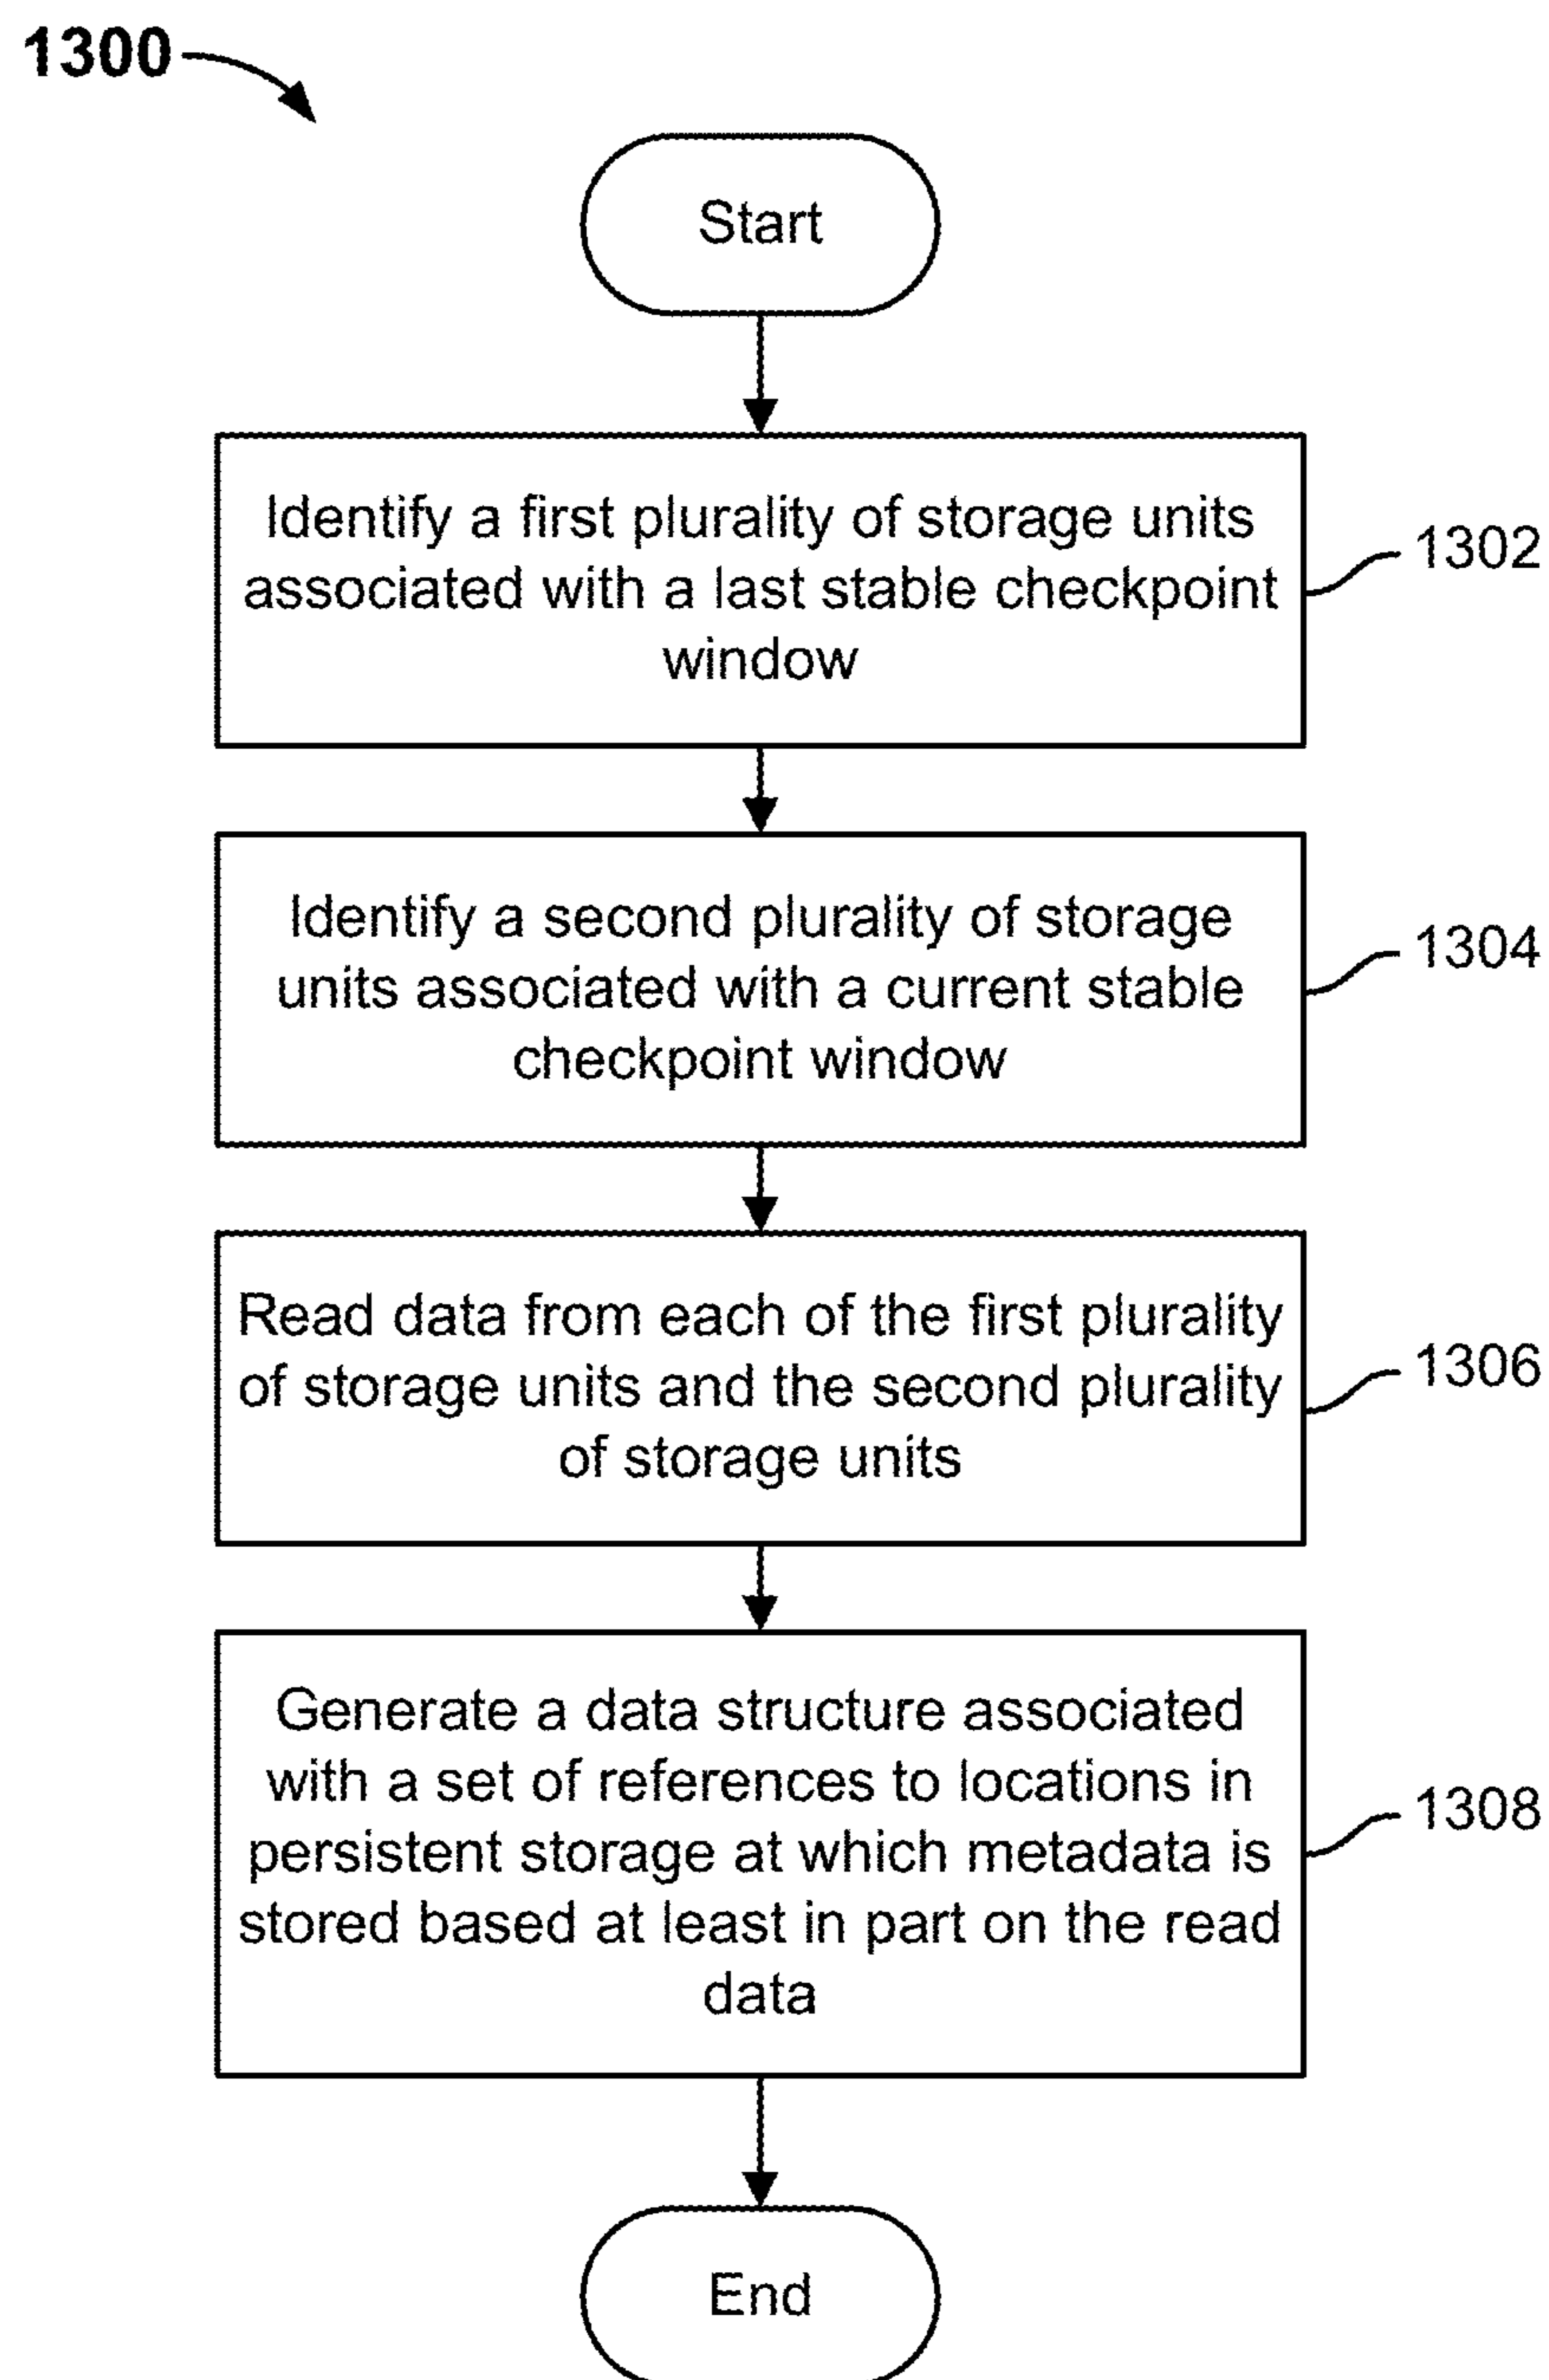 1300
Start
Identify a first plurality of storage units
associated with a last stable checkpoint
window
1302
Identify a second plurality of storage
units associated with a current stable
checkpoint window
1304
Read data from each of the first plurality
of storage units and the second plurality
of storage units
1306
Generate a data structure associated
with a set of references to locations in
persistent storage at which metadata is
stored based at least in part on the read
data
1308
End